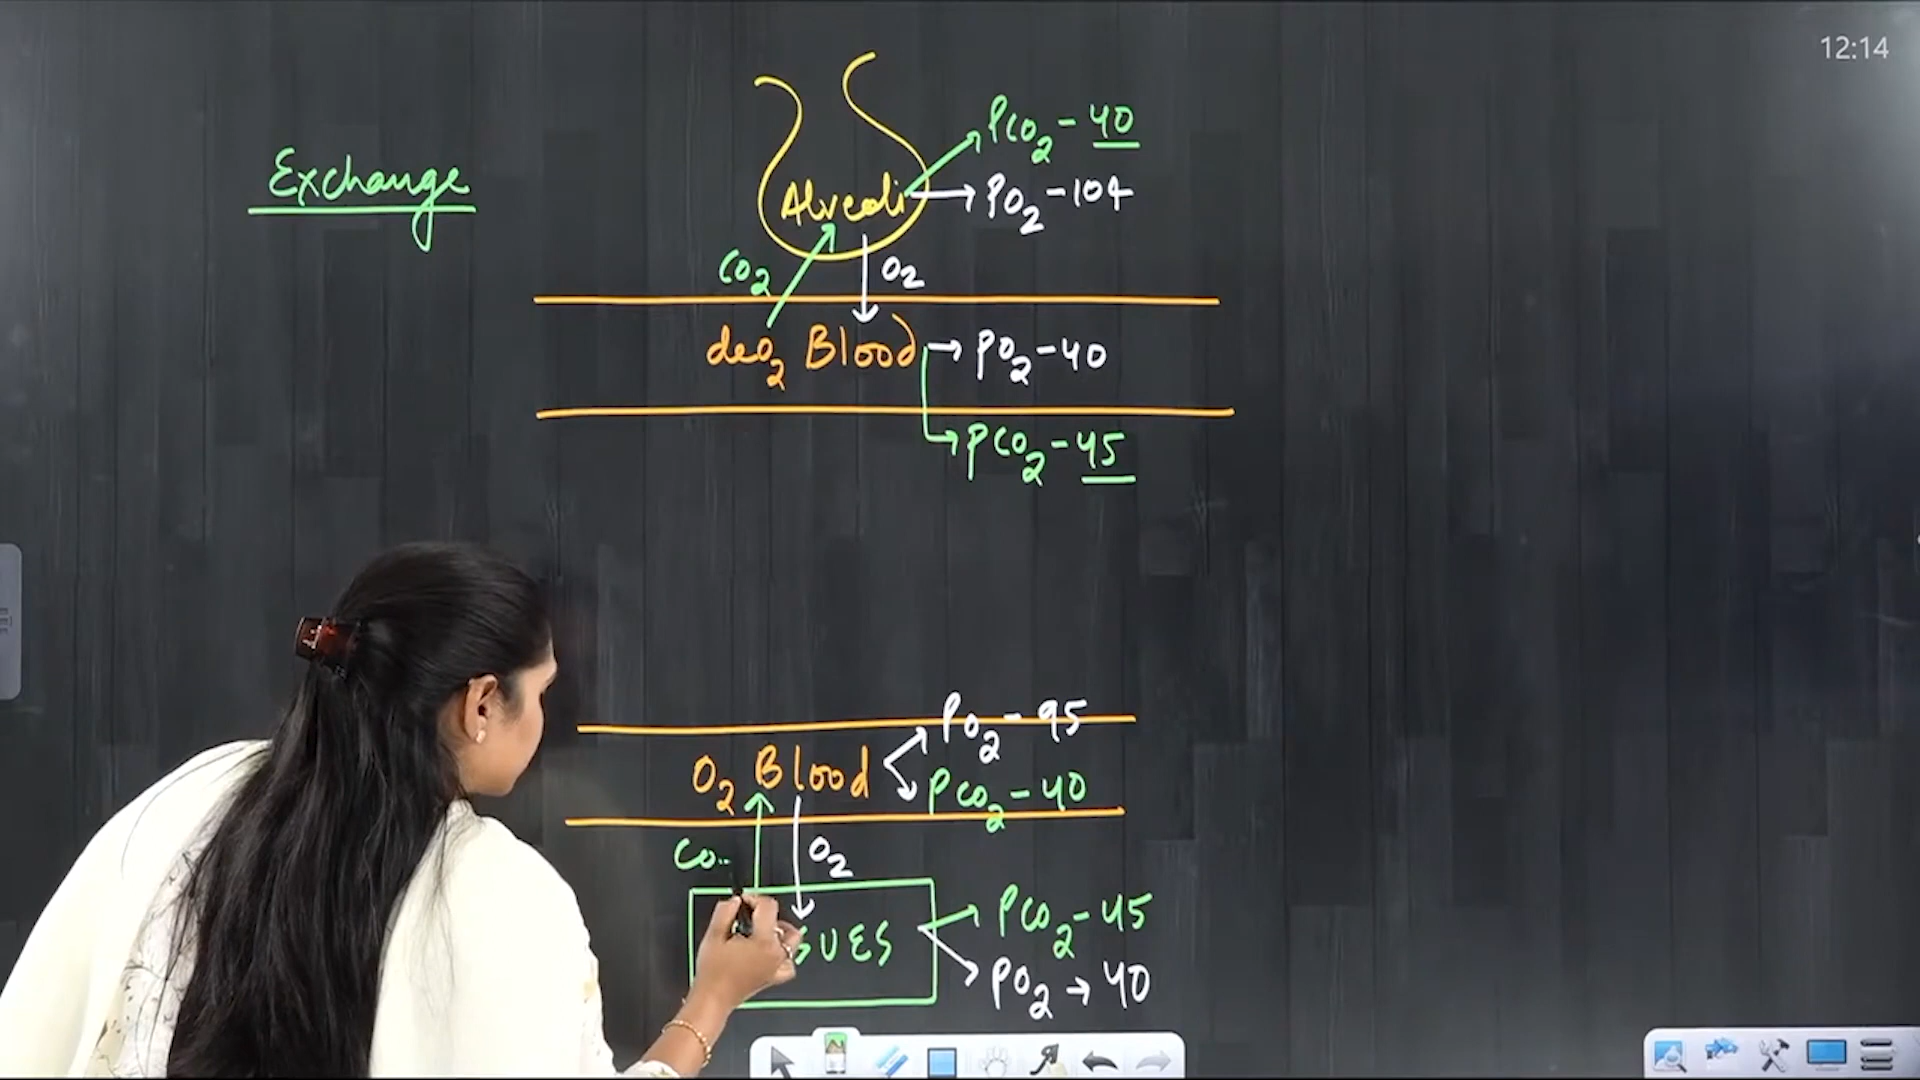 12:14
PCO2 - 40
Exchange
Alveoli
PO2 - 104
CO2
O2
deO2 Blood
PO2 - 40
PCO2 - 45
PO2 - 95
O2 Blood
PCO2 - 40
O2
PCO2 - 45
PO2 → 40